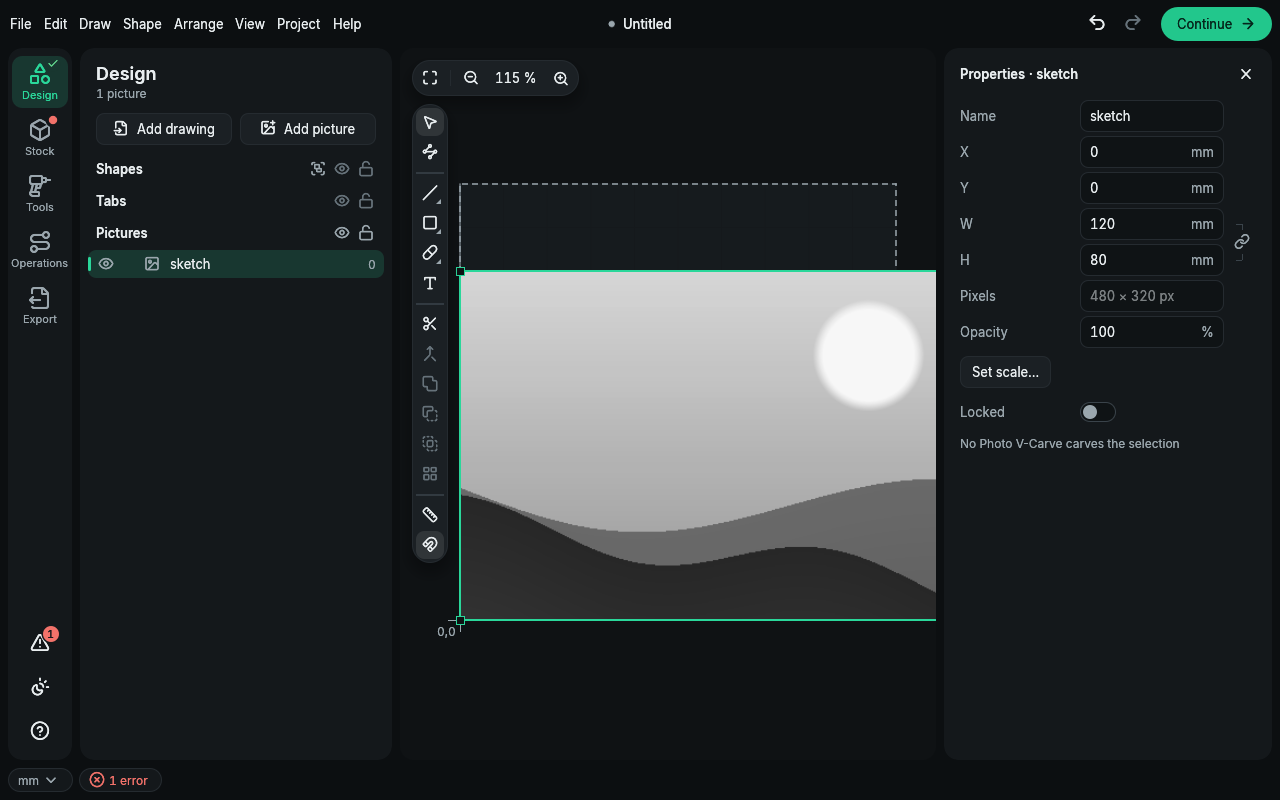 File Edit Draw Shape Arrange View Project Help
Untitled
Continue
Design
Stock
Tools
Operations
Export
1
Design
1 picture
Add drawing
Add picture
Shapes
Tabs
Pictures
sketch 0
115 %
0,0
Properties · sketch
Name sketch
X 0 mm
Y 0 mm
W 120 mm
H 80 mm
Pixels 480 × 320 px
Opacity 100 %
Set scale...
Locked
No Photo V-Carve carves the selection
mm
1 error